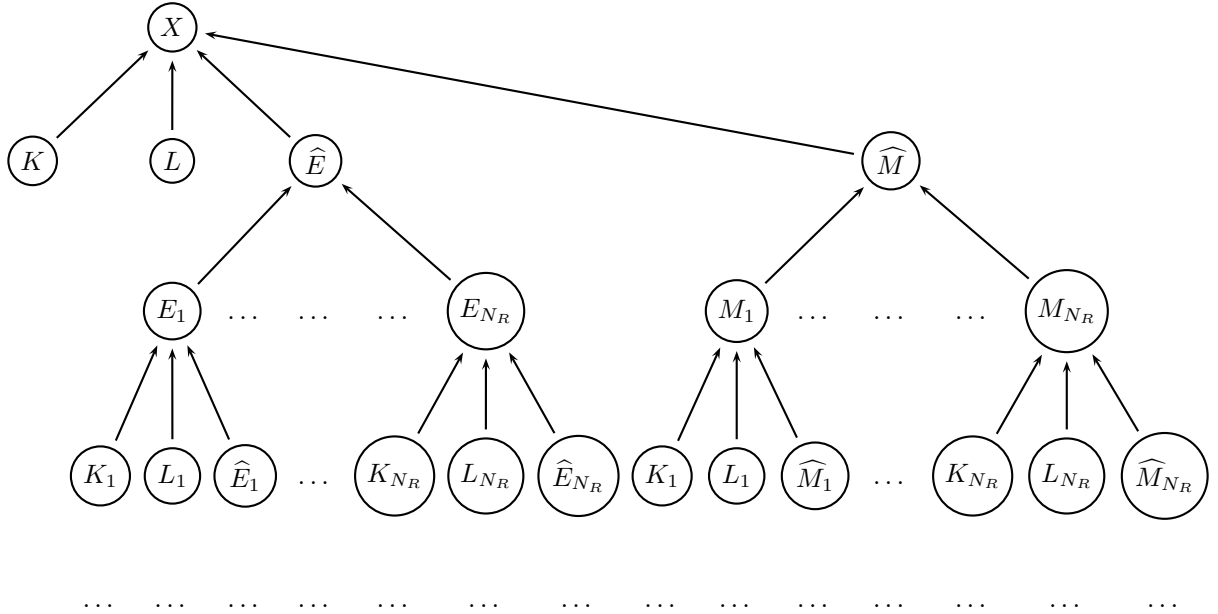 X
K L Ê M̂
E₁ ... ... ... E_{N_R} M₁ ... ... ... M_{N_R}
K₁ L₁ Ê₁ ... K_{N_R} L_{N_R} Ê_{N_R} K₁ L₁ M̂₁ ... K_{N_R} L_{N_R} M̂_{N_R}
... ... ... ... ... ... ... ... ... ... ... ... ... ...